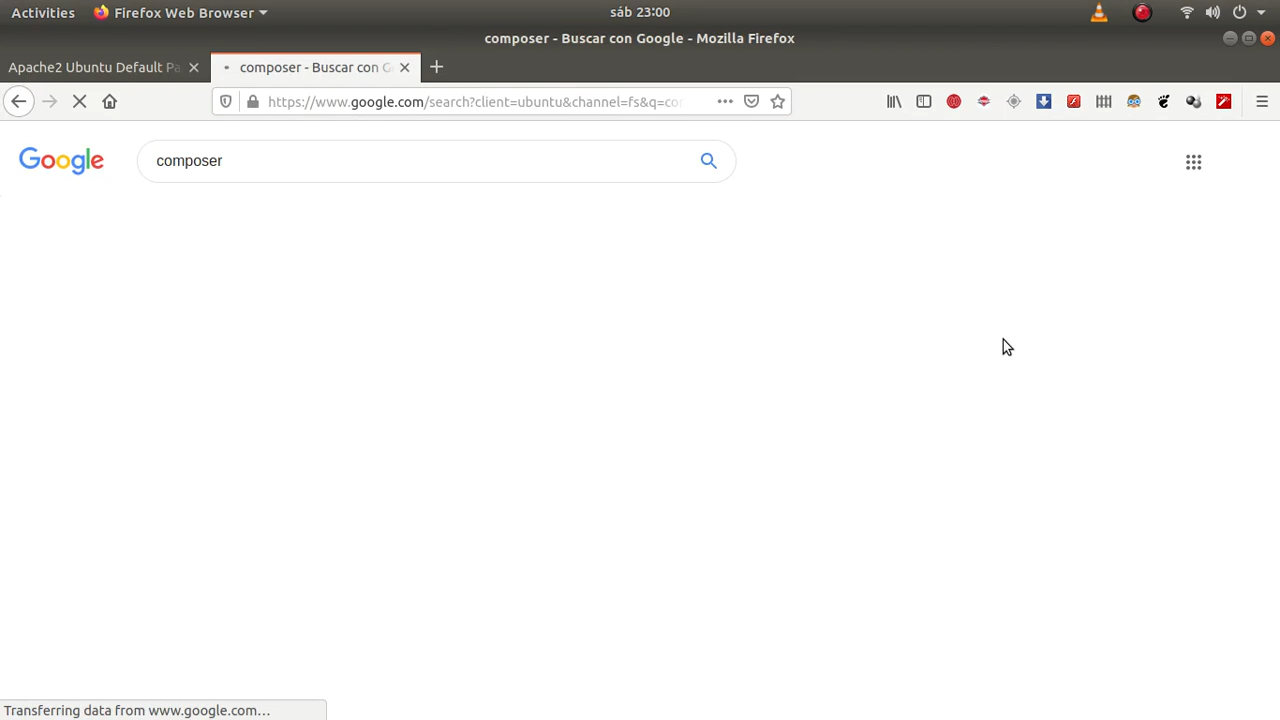 Activities Firefox Web Browser sáb 23:00
composer - Buscar con Google - Mozilla Firefox
Apache2 Ubuntu Default Pa composer - Buscar con G
https://www.google.com/search?client=ubuntu&channel=fs&q=co
Google composer
Transferring data from www.google.com…